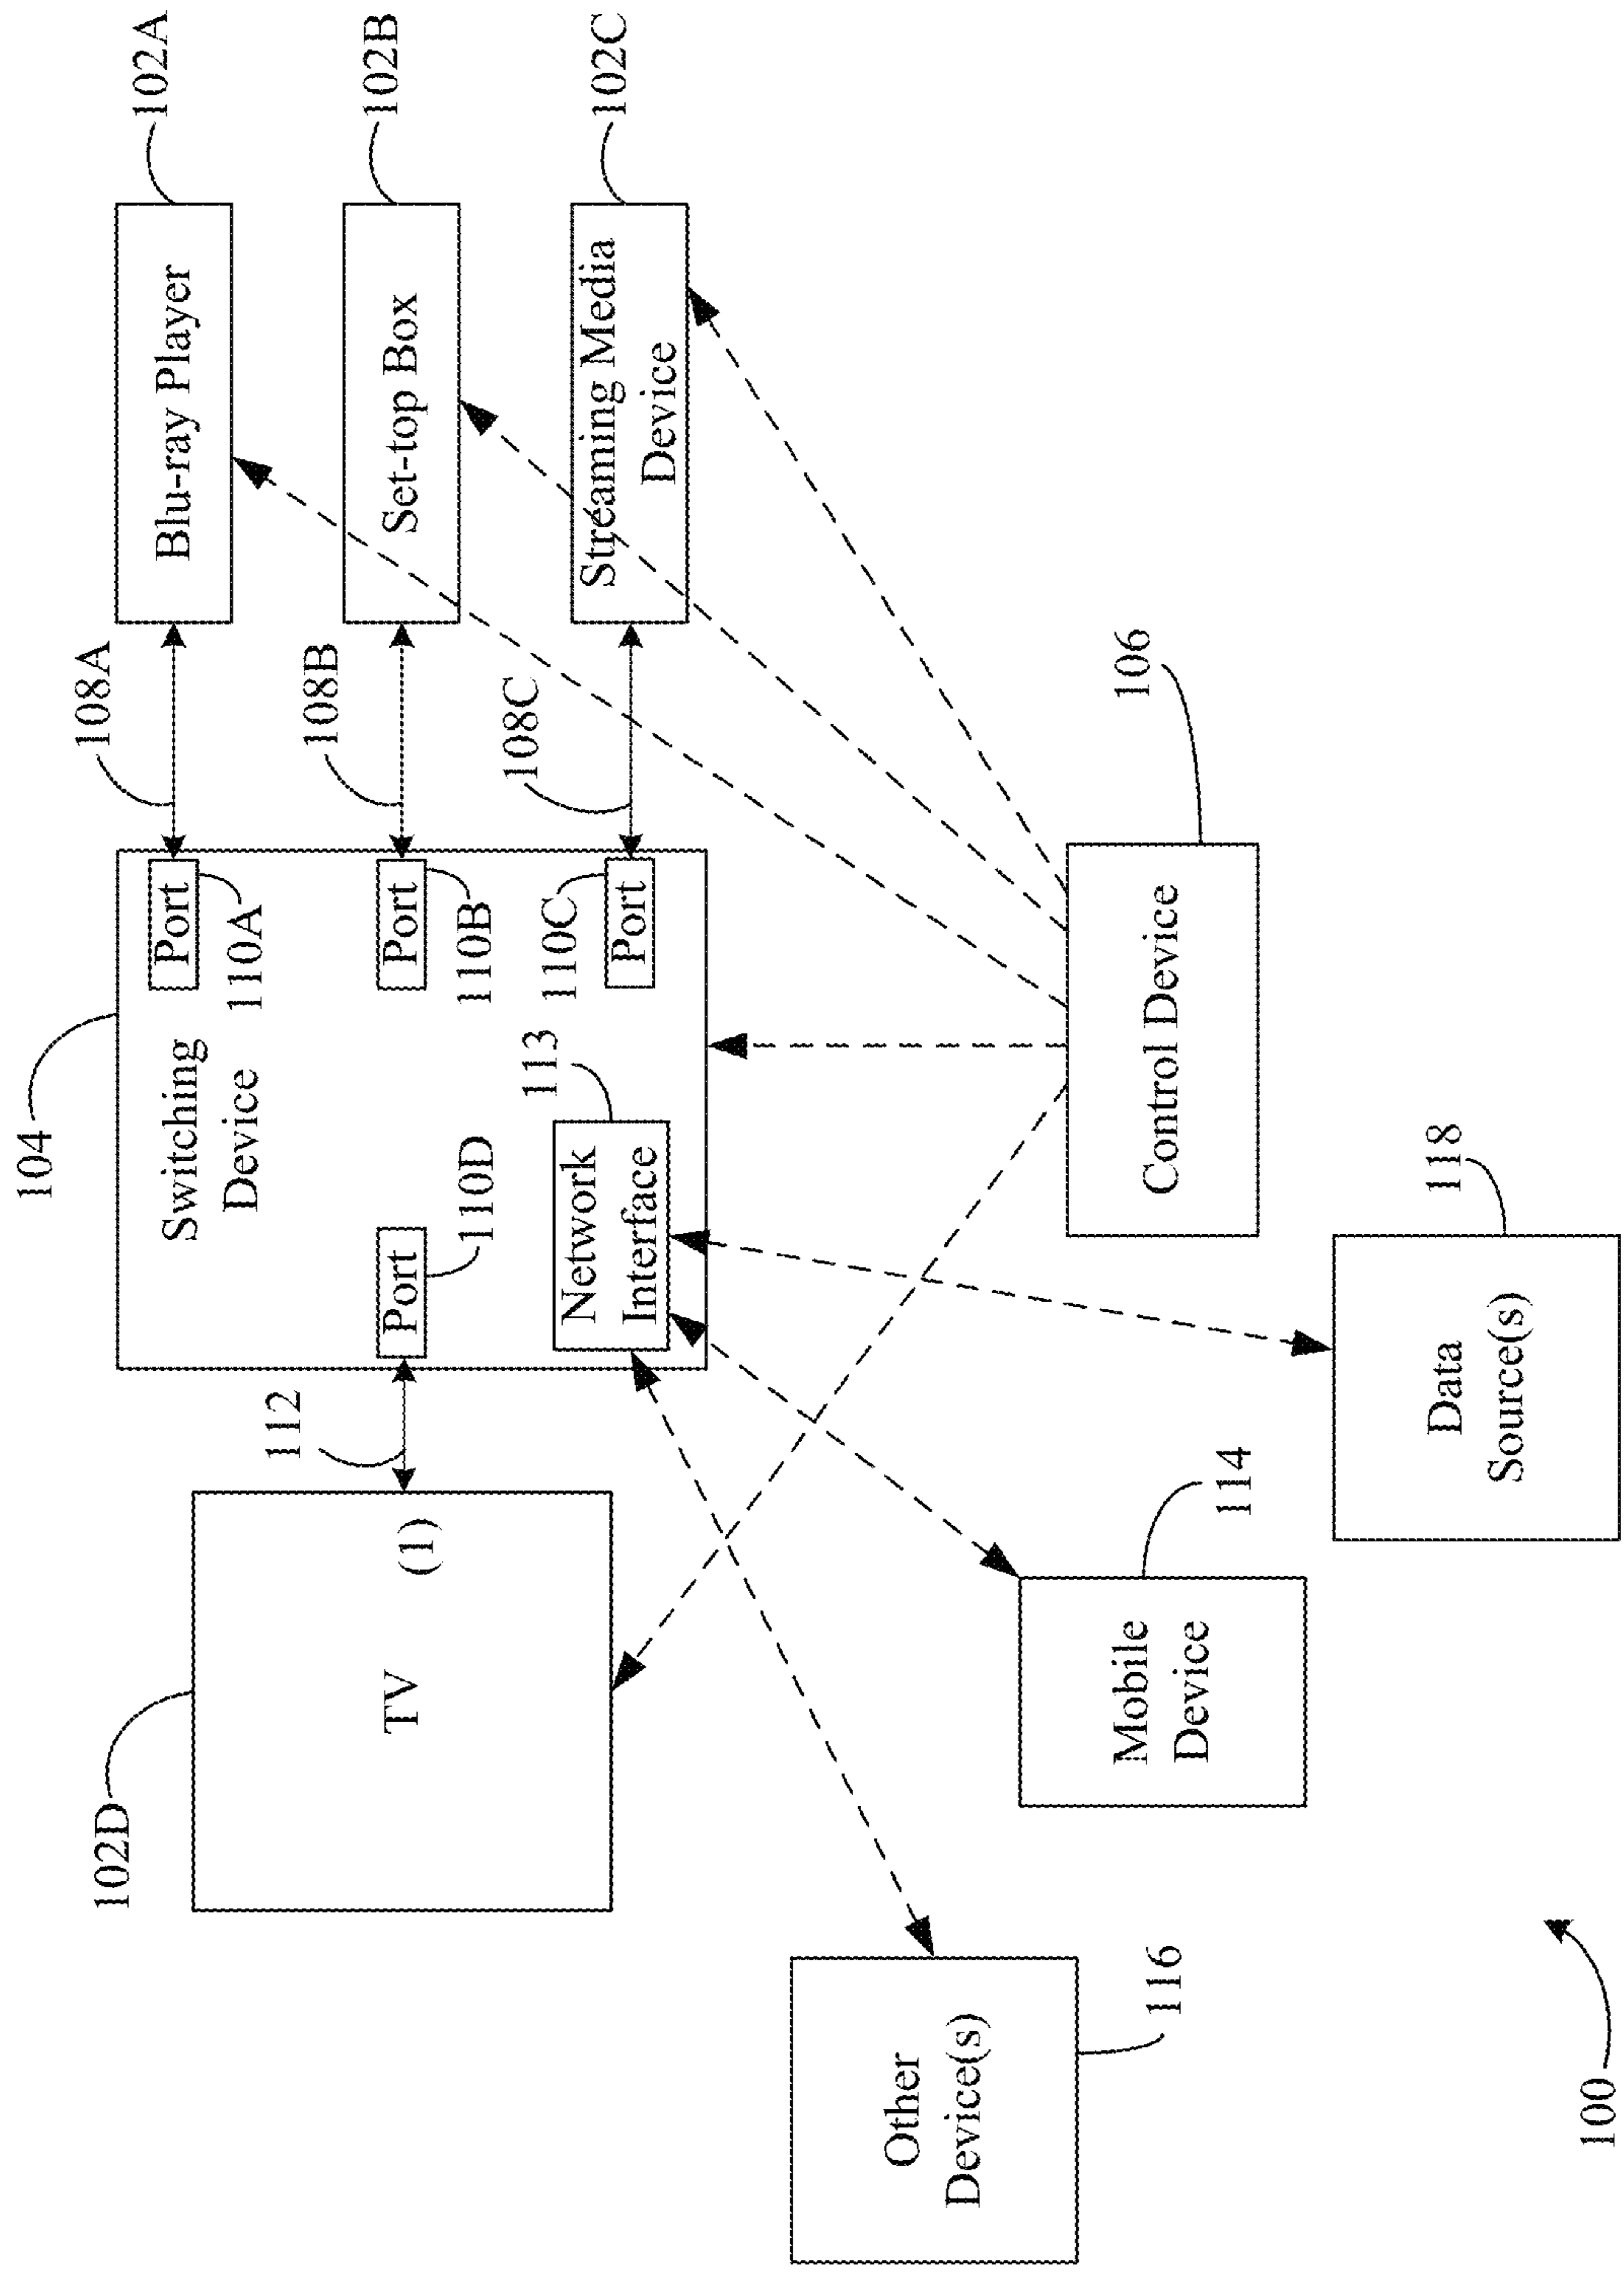 102D
TV
(1)
112
104
Switching
Device
Port
110D
Port
110A
Port
110B
110C
Port
113
Network
Interface
108A
108B
108C
102A
Blu-ray Player
102B
Set-top Box
102C
Streaming Media
Device
Other
Device(s)
116
Mobile
Device
114
Data
Source(s)
118
Control Device
106
100